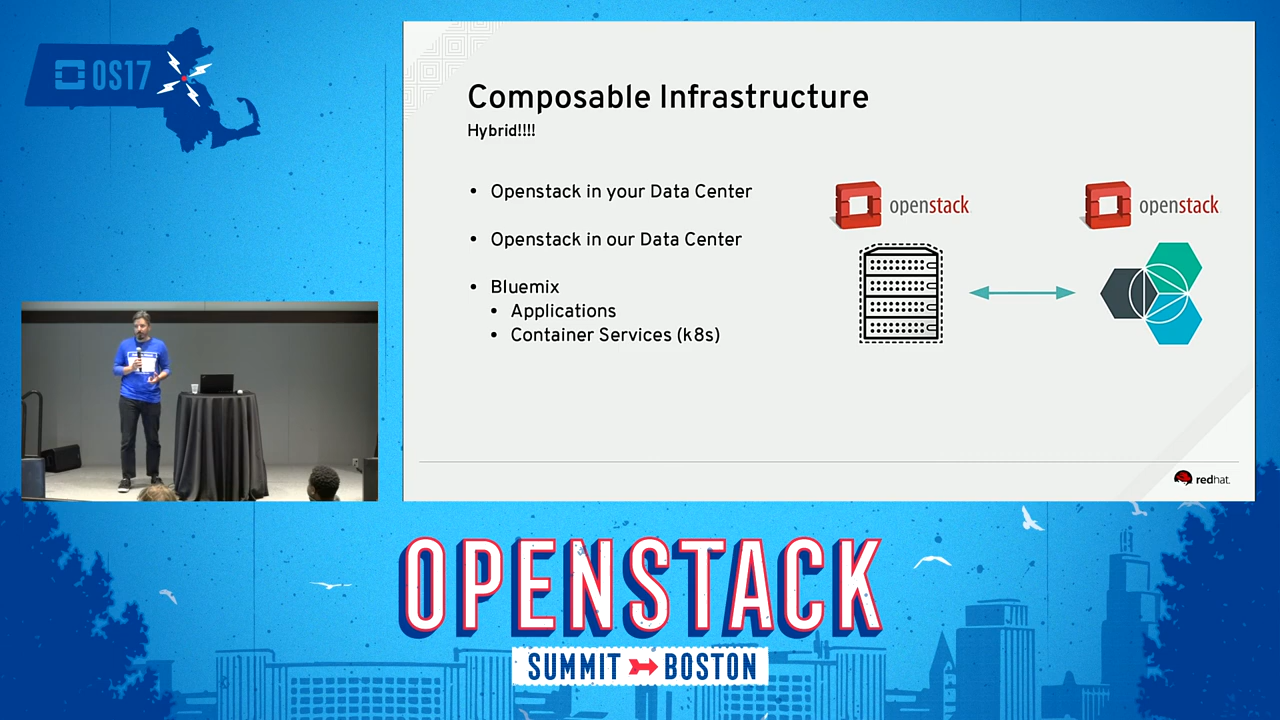 OS17
Composable Infrastructure
Hybrid!!!!
• Openstack in your Data Center
• Openstack in our Data Center
• Bluemix
• Applications
• Container Services (k8s)
openstack
openstack
redhat.
OPENSTACK
SUMMIT BOSTON